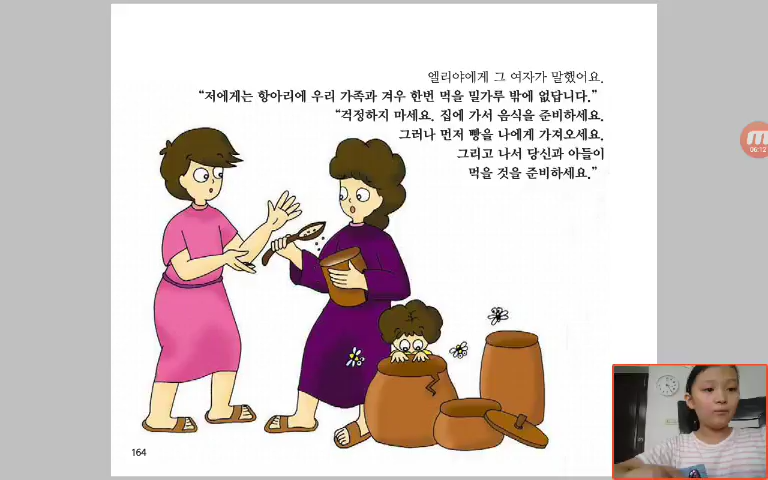 엘리야에게 그 여자가 말했어요.
“저에게는 항아리에 우리 가족과 겨우 한번 먹을 밀가루 밖에 없답니다.”
“걱정하지 마세요. 집에 가서 음식을 준비하세요.
그러나 먼저 빵을 나에게 가져오세요.
그리고 나서 당신과 아들이
먹을 것을 준비하세요.”
164
06:12